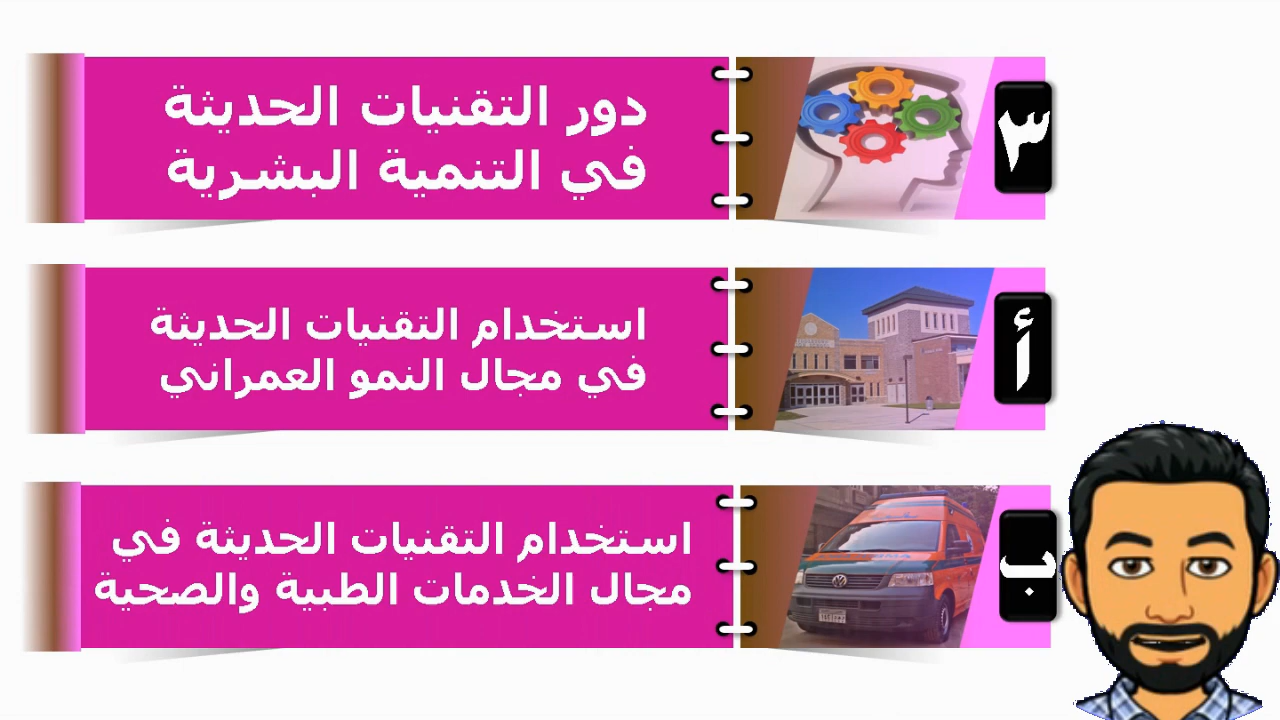 ٣
دور التقنيات الحديثة
في التنمية البشرية
أ
استخدام التقنيات الحديثة
في مجال النمو العمراني
ب
استخدام التقنيات الحديثة في
مجال الخدمات الطبية والصحية